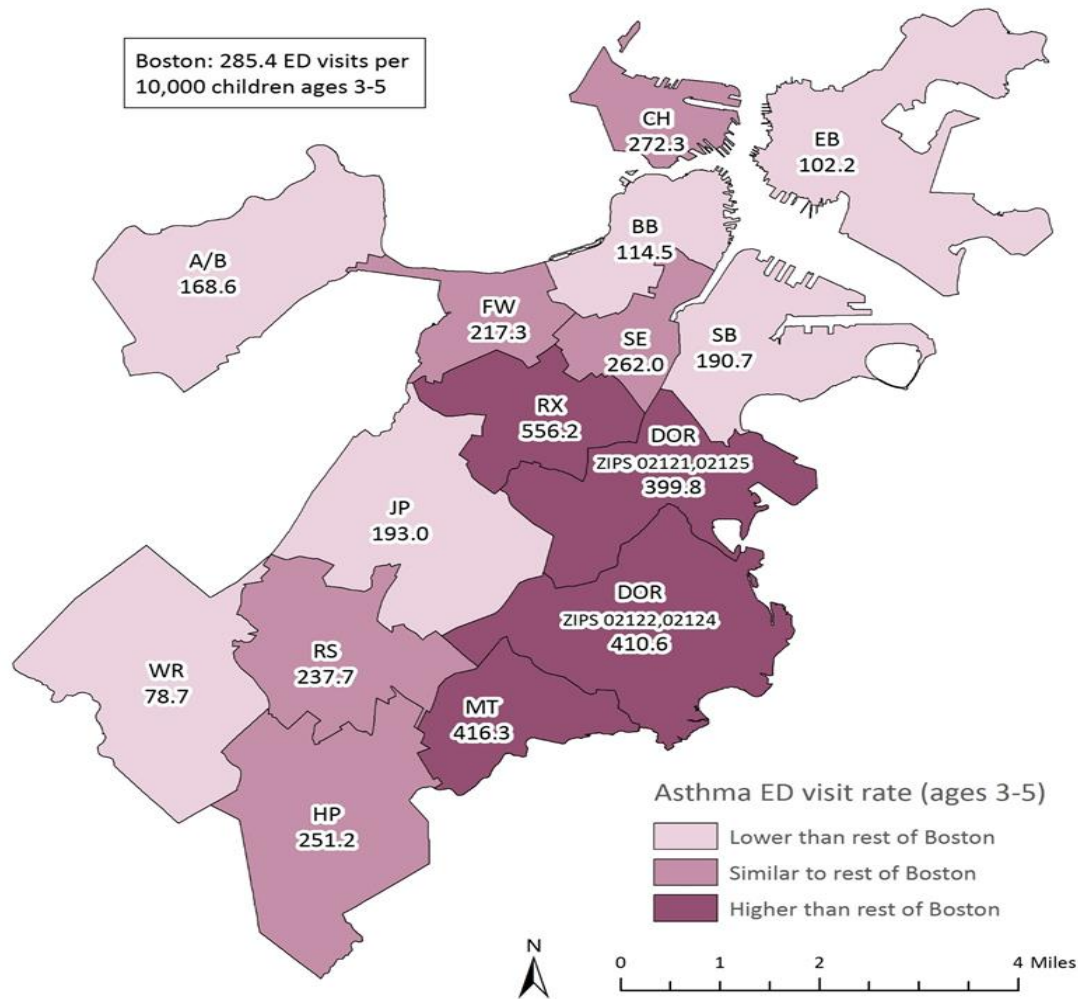 Boston: 285.4 ED visits per
10,000 children ages 3-5
CH
272.3
EB
102.2
BB
114.5
A/B
168.6
FW
217.3
SE
262.0
SB
190.7
RX
556.2
DOR
ZIPS 02121,02125
399.8
JP
193.0
DOR
ZIPS 02122,02124
410.6
RS
237.7
WR
78.7
MT
416.3
HP
251.2
Asthma ED visit rate (ages 3-5)
Lower than rest of Boston
Similar to rest of Boston
Higher than rest of Boston
N
0 1 2 4 Miles